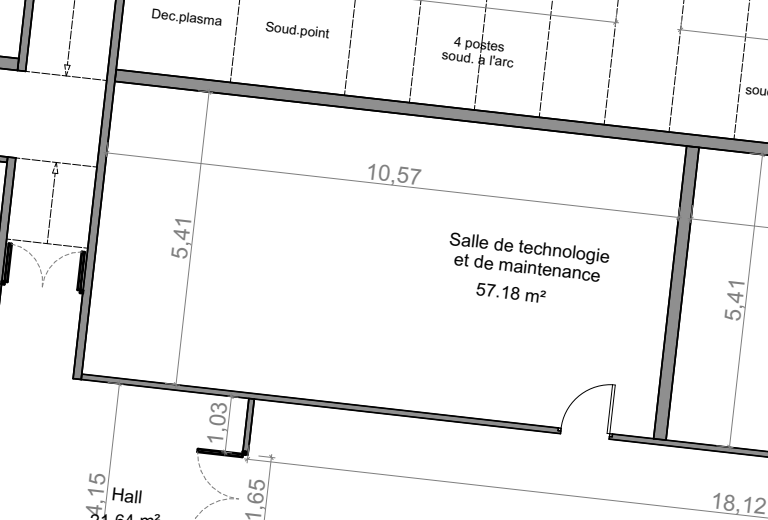 Dec.plasma
Soud.point
4 postes
soud. a l'arc
10,57
5,41
Salle de technologie
et de maintenance
57.18 m²
5,41
1,03
4,15
Hall
1,65
18,12